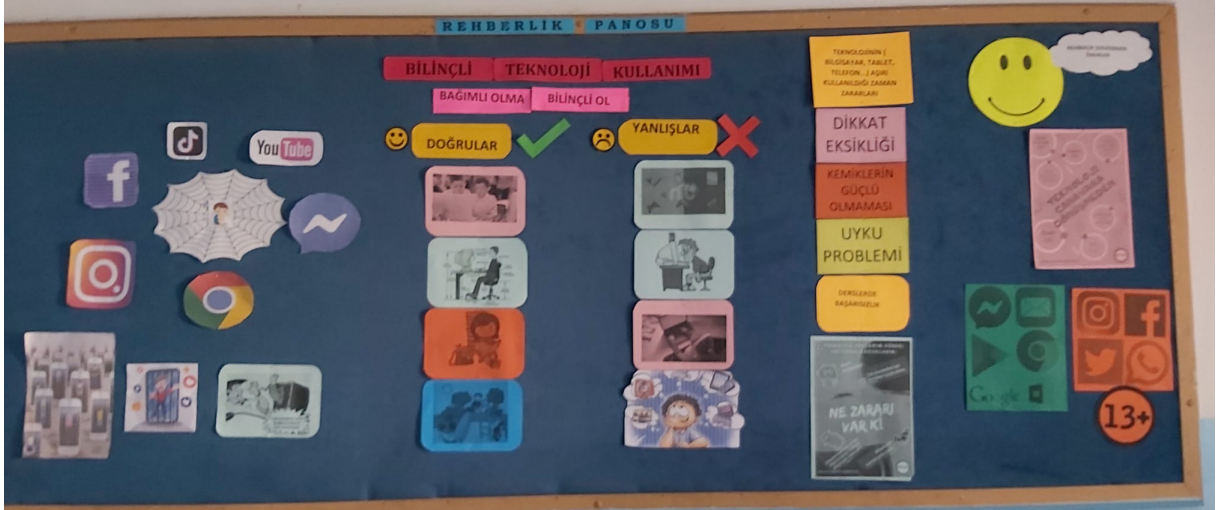 REHBERLİK PANOSU
BİLİNÇLİ TEKNOLOJİ KULLANIMI
BAĞIMLI OLMA BİLİNÇLİ OL
YouTube
DOĞRULAR
YANLIŞLAR
TEKNOLOJİNİN (
BİLGİSAYAR, TABLET,
TELEFON...) AŞIRI
KULLANILDIĞI ZAMAN
ZARARLARI
DİKKAT
EKSİKLİĞİ
KEMİKLERİN
GÜÇLÜ
OLMAMASI
UYKU
PROBLEMİ
DERSLERDE
BAŞARISIZLIK
NE ZARARI
VAR Kİ
TEKNOLOJİ
Google
13+